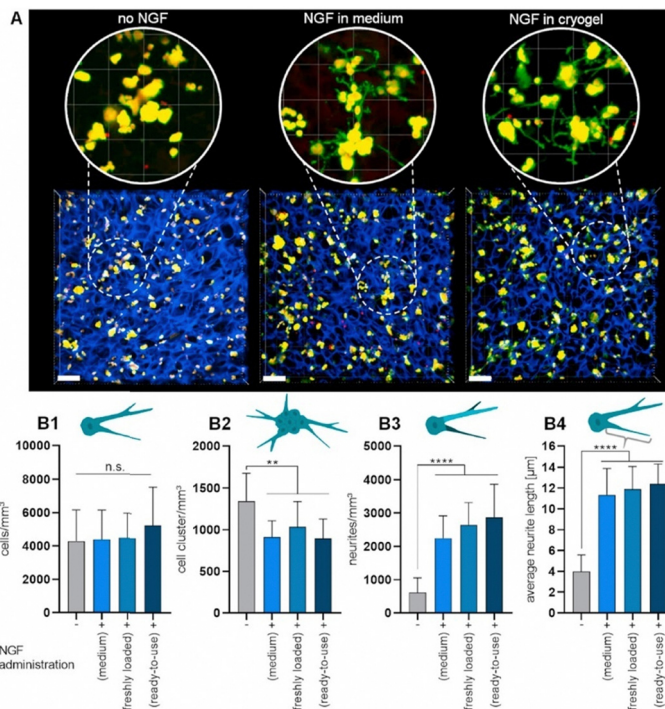 A
no NGF
NGF in medium
NGF in cryogel
B1
10000
8000
6000
4000
2000
0
cells/mm³
n.s.
-
+
+
+
(medium)
freshly loaded)
(ready-to-use)
B2
2000
1500
1000
500
0
cell cluster/mm³
**
-
+
+
+
(medium)
freshly loaded)
(ready-to-use)
B3
5000
4000
3000
2000
1000
0
neurites/mm³
****
-
+
+
+
(medium)
freshly loaded)
(ready-to-use)
B4
16
14
12
10
8
6
4
2
0
average neurite length [µm]
****
-
+
+
+
(medium)
freshly loaded)
(ready-to-use)
NGF
administration